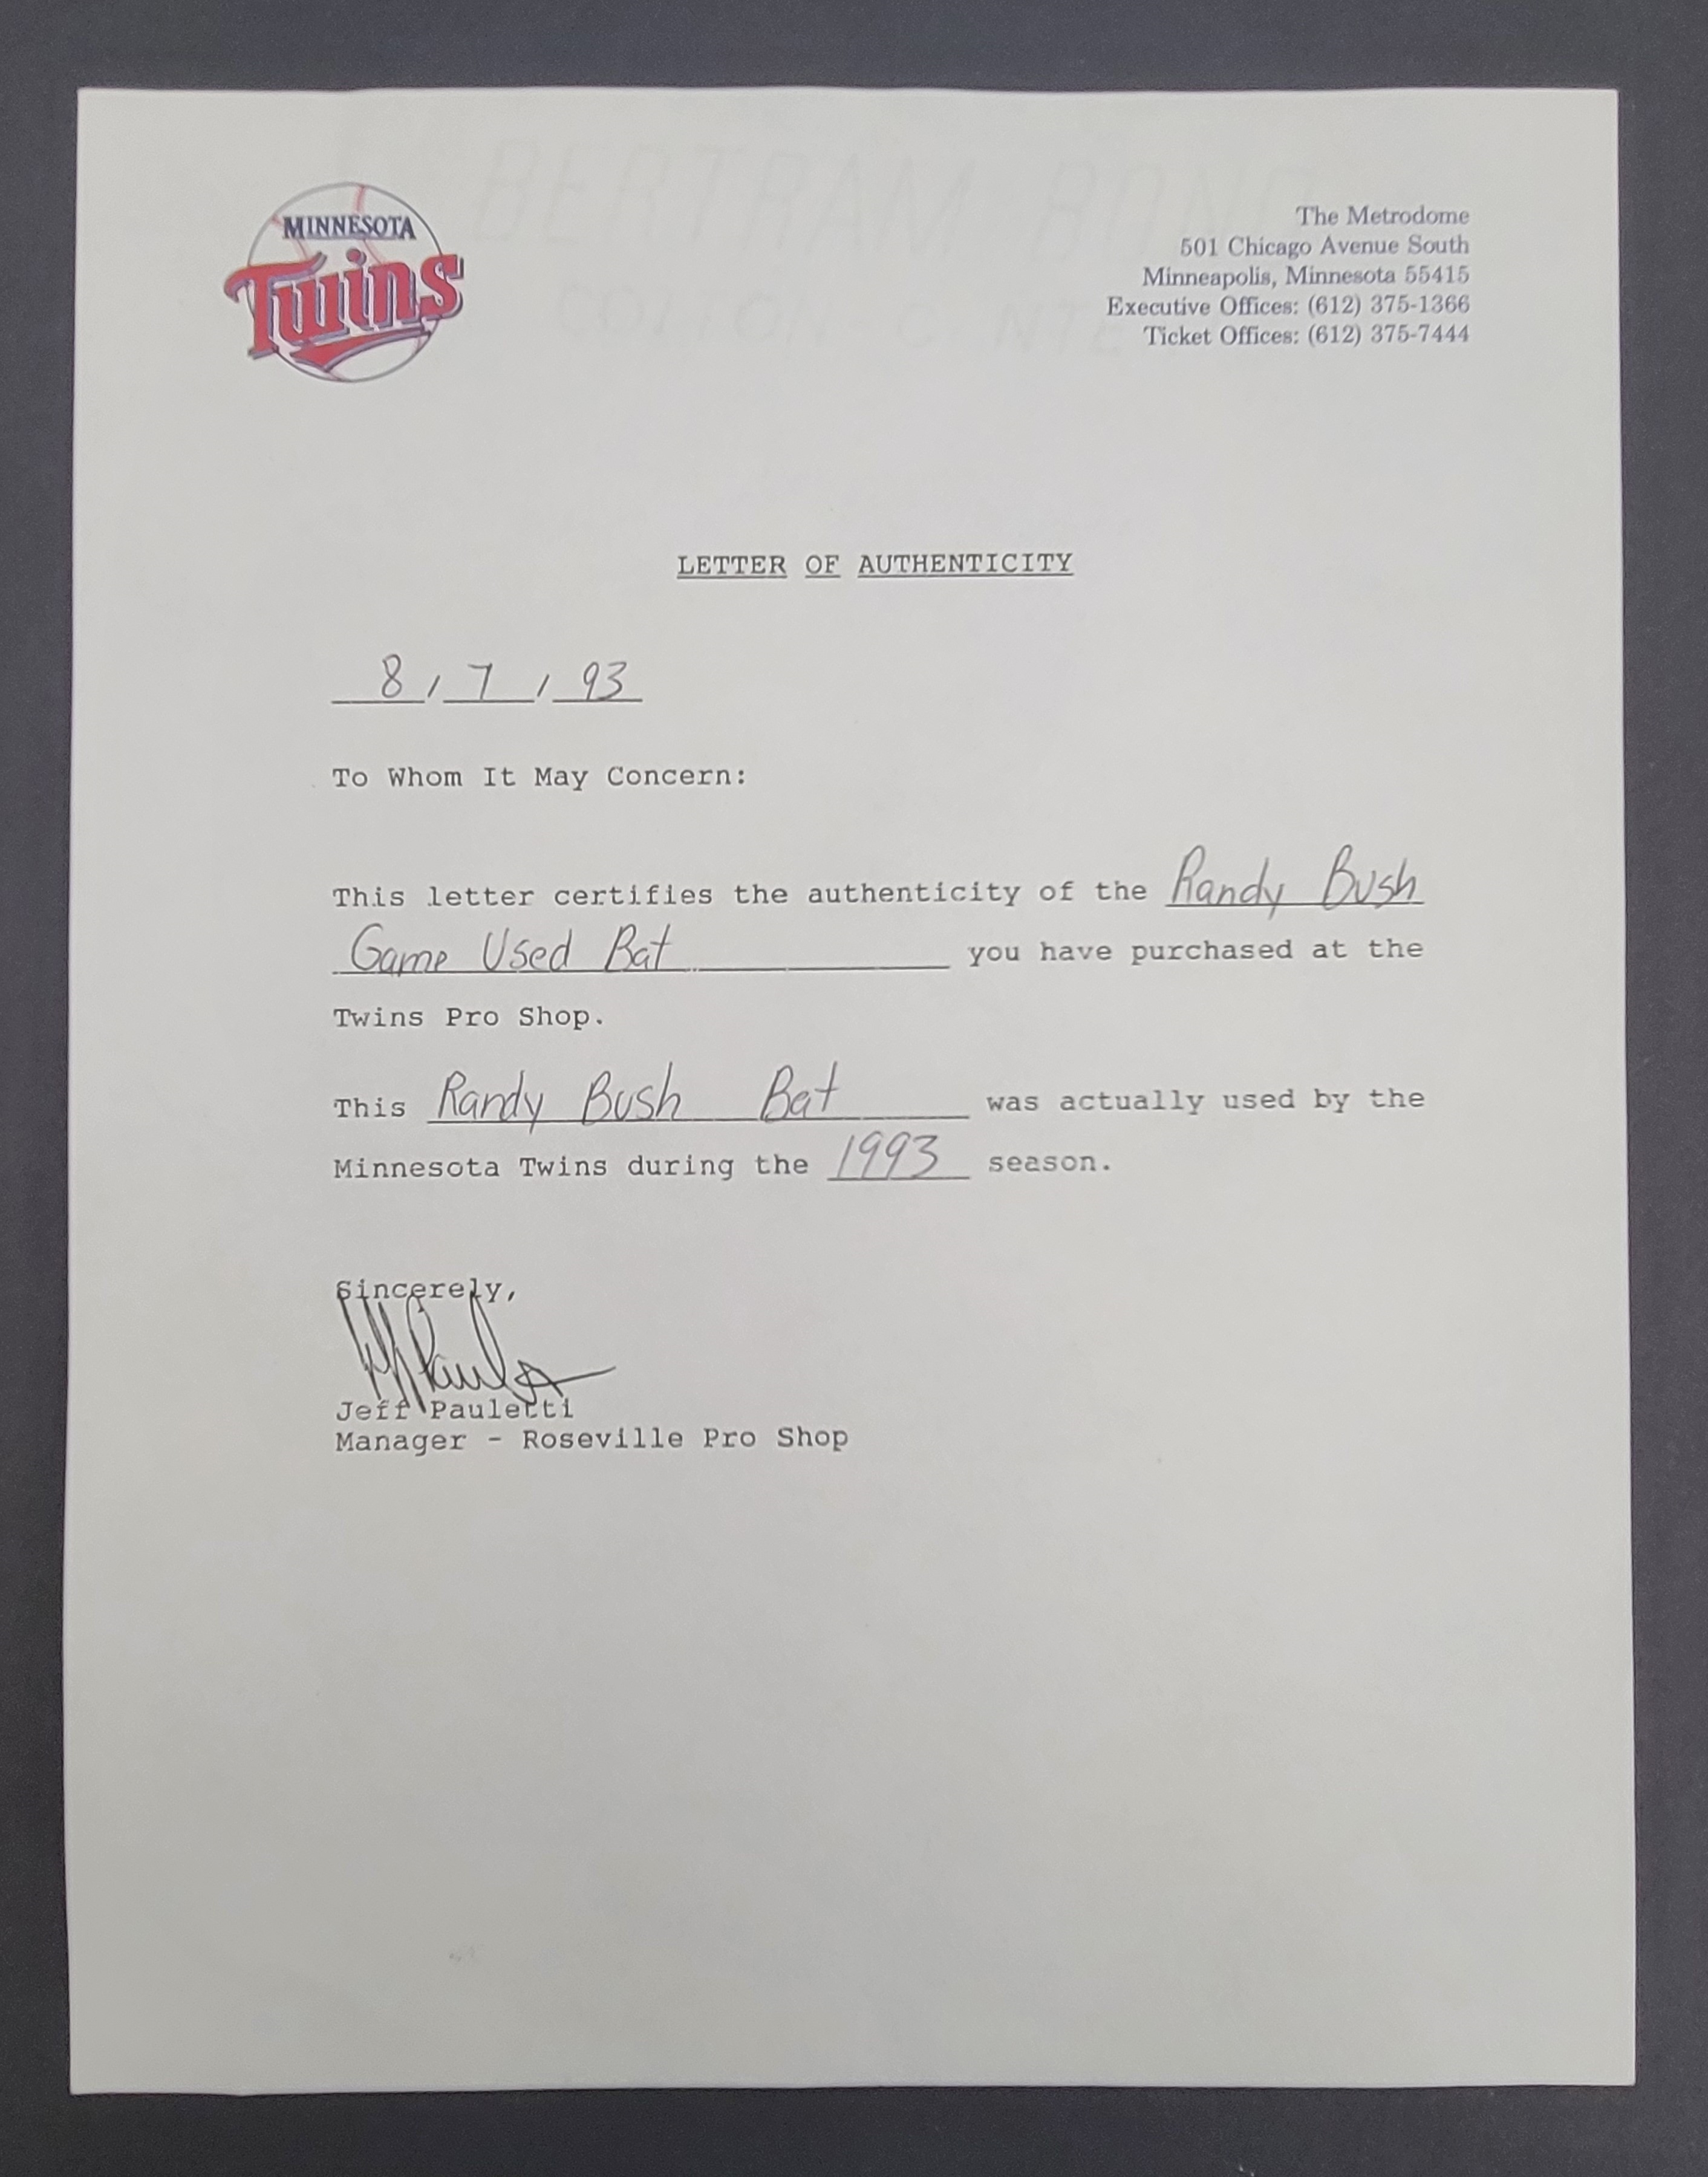 MINNESOTA
Twins
The Metrodome
501 Chicago Avenue South
Minneapolis, Minnesota 55415
Executive Offices: (612) 375-1366
Ticket Offices: (612) 375-7444
LETTER OF AUTHENTICITY
8 / 7 / 93
To Whom It May Concern:
This letter certifies the authenticity of the Randy Bush
Game Used Bat you have purchased at the
Twins Pro Shop.
This Randy Bush Bat was actually used by the
Minnesota Twins during the 1993 season.
Sincerely,
Jeff Pauletti
Manager - Roseville Pro Shop